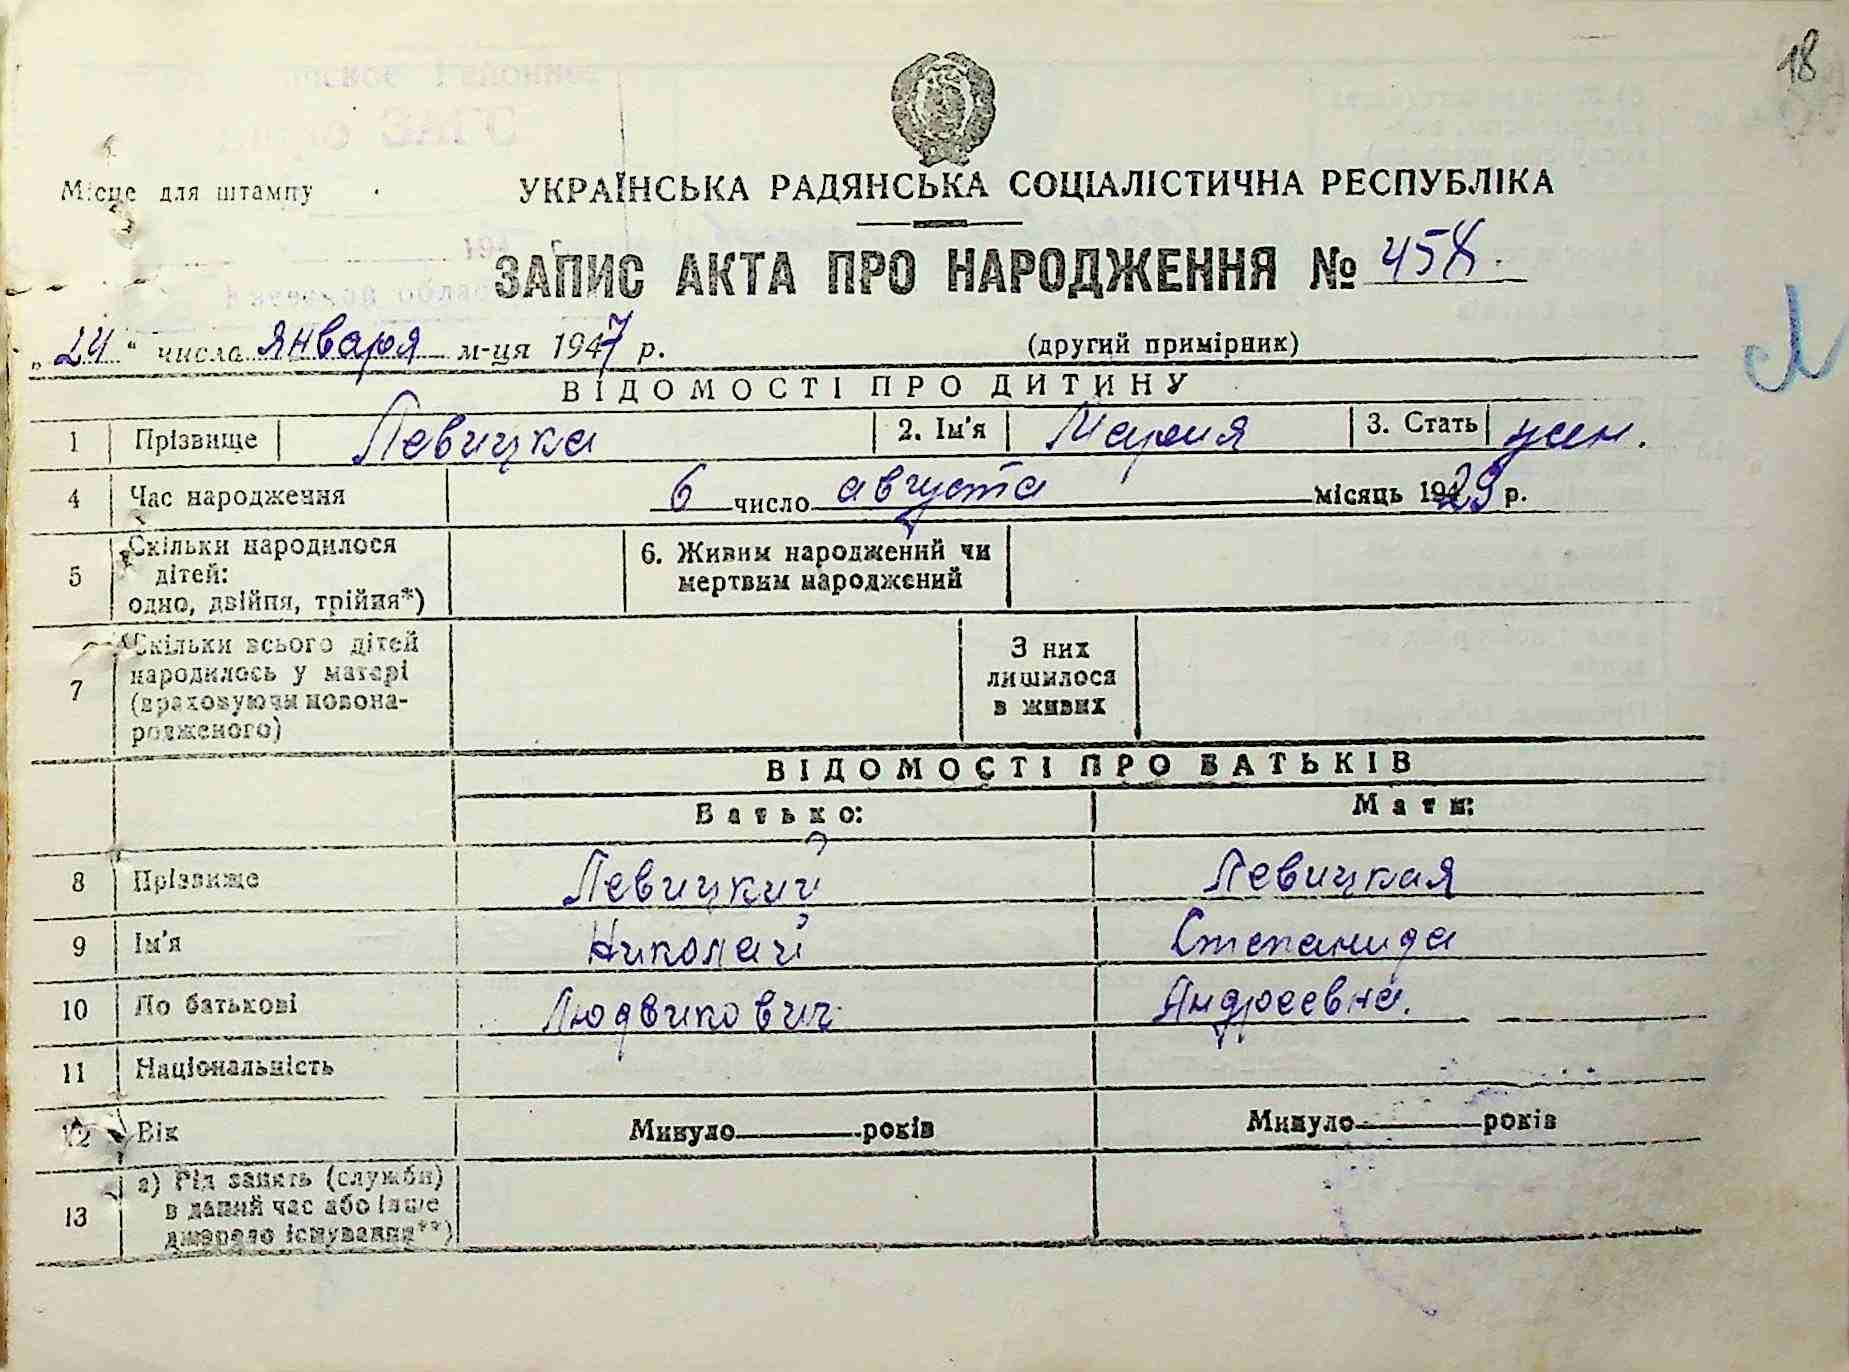 18
Місце для штампу
УКРАЇНСЬКА РАДЯНСЬКА СОЦІАЛІСТИЧНА РЕСПУБЛІКА
ЗАПИС АКТА ПРО НАРОДЖЕННЯ № 458.
„24“ числа января м-ця 1947 р. (другий примірник)
ВІДОМОСТІ ПРО ДИТИНУ
1 Прізвище Левицка 2. Ім'я Мария 3. Стать жен.
4 Час народження 6 число августа місяць 1929 р.
5 Скільки народилося дітей: одно, двійня, трійня*) 6. Живим народжений чи мертвим народжений
7 Скільки всього дітей народилось у матері (враховуючи новонародженого) З них лишилося в живих
ВІДОМОСТІ ПРО БАТЬКІВ
Батько: Мати:
8 Прізвище Левицкий Левицкая
9 Ім'я Николай Степанида
10 По батькові Людвикович Андреевна.
11 Національність
12 Вік Минуло років Минуло років
13 а) Рід занять (служби) в даний час або інше джерело існування**)